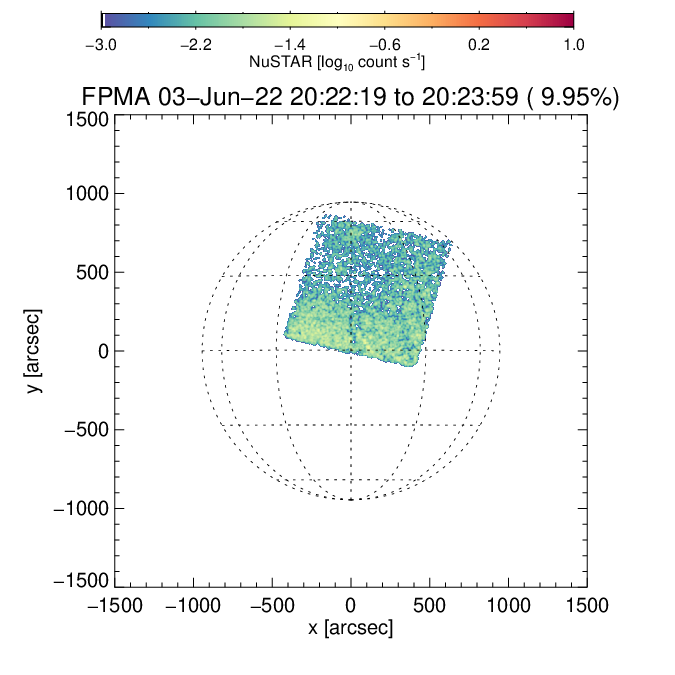 −3.0 −2.2 −1.4 −0.6 0.2 1.0
NuSTAR [log₁₀ count s⁻¹]
FPMA 03−Jun−22 20:22:19 to 20:23:59 ( 9.95%)
1500
1000
500
0
−500
−1000
−1500
y [arcsec]
−1500 −1000 −500 0 500 1000 1500
x [arcsec]